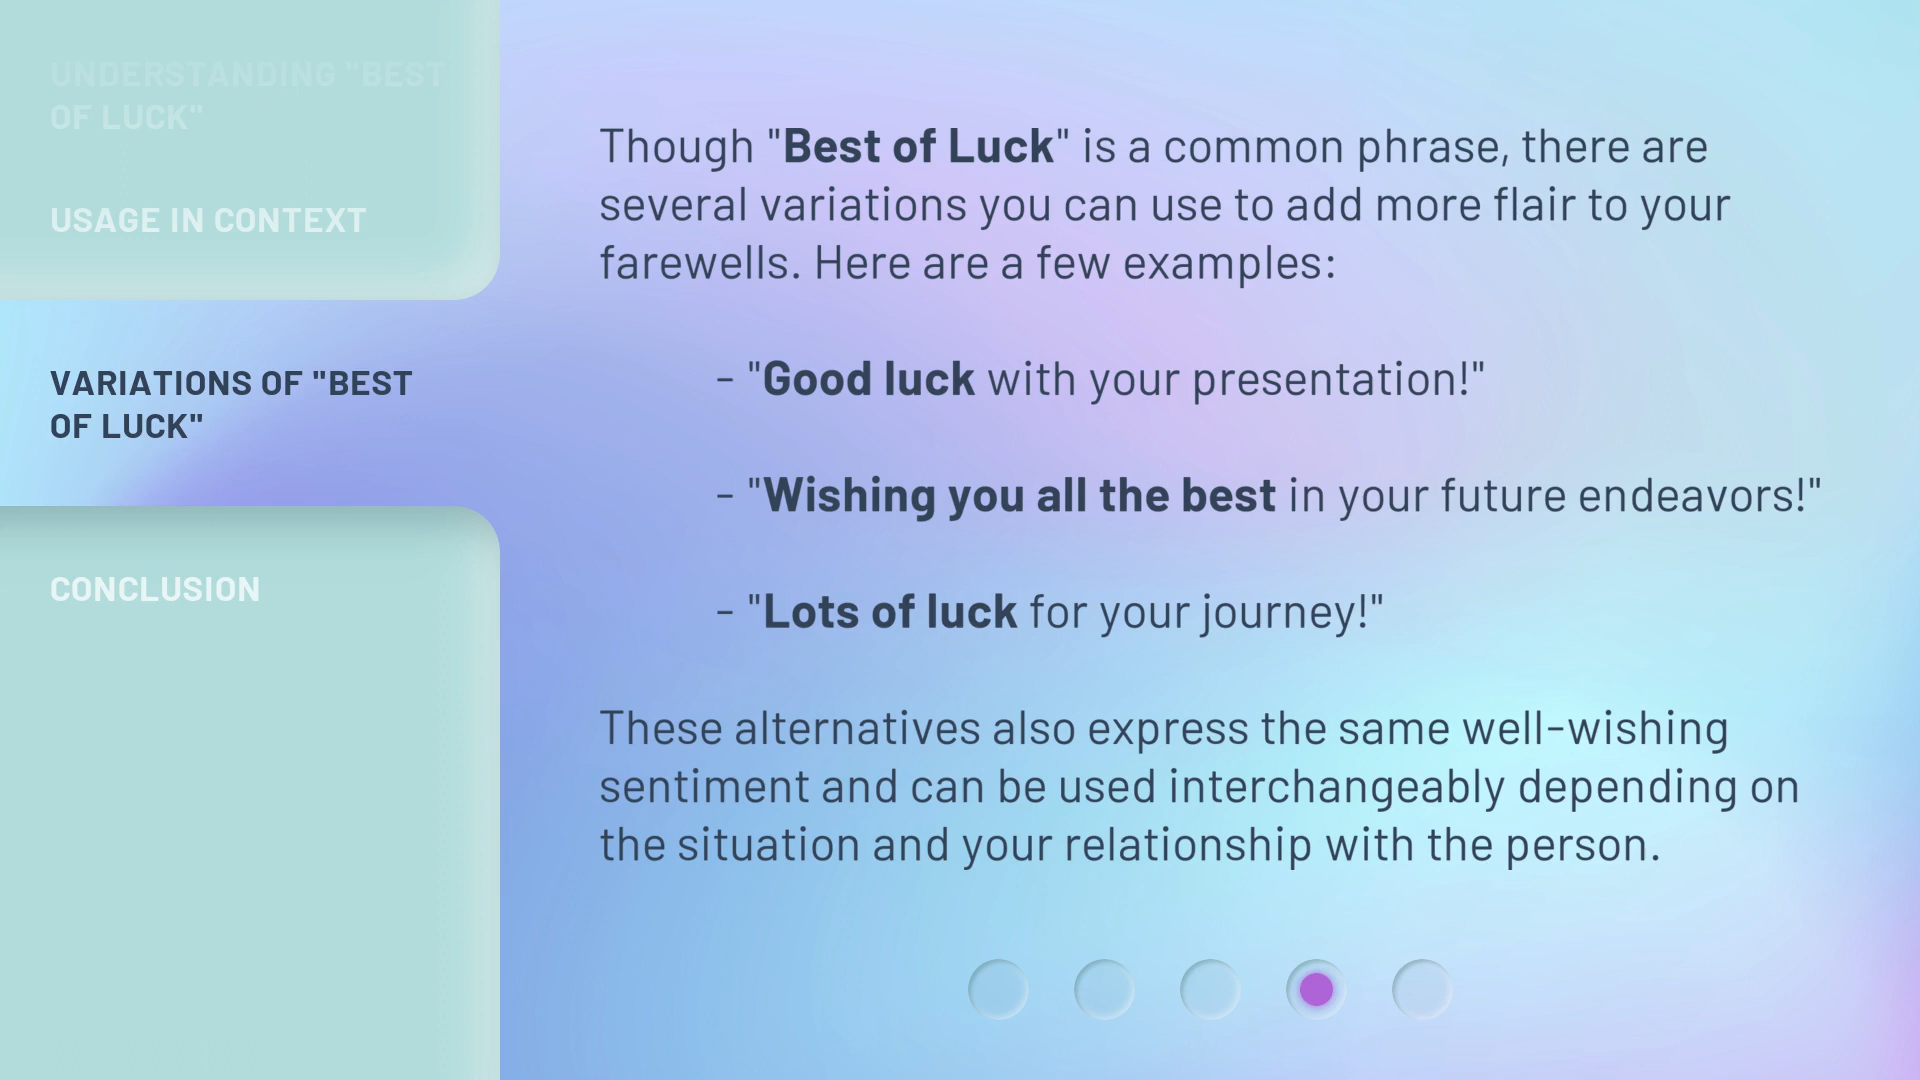 UNDERSTANDING "BEST
OF LUCK"
USAGE IN CONTEXT
VARIATIONS OF "BEST
OF LUCK"
CONCLUSION
Though "Best of Luck" is a common phrase, there are
several variations you can use to add more flair to your
farewells. Here are a few examples:
- "Good luck with your presentation!"
- "Wishing you all the best in your future endeavors!"
- "Lots of luck for your journey!"
These alternatives also express the same well-wishing
sentiment and can be used interchangeably depending on
the situation and your relationship with the person.